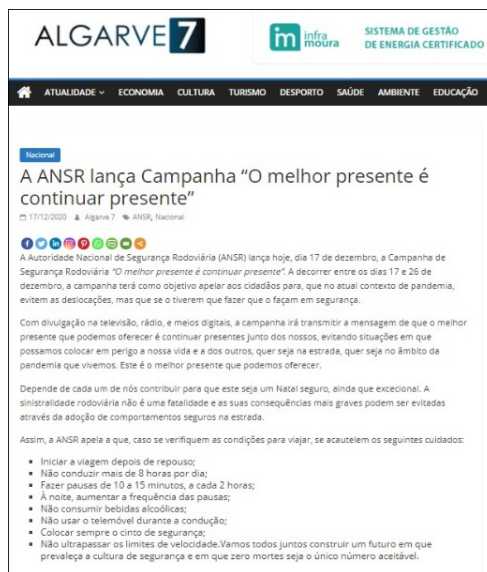 ALGARVE 7
infra moura
SISTEMA DE GESTÃO
DE ENERGIA CERTIFICADO
ATUALIDADE ECONOMIA CULTURA TURISMO DESPORTO SAÚDE AMBIENTE EDUCAÇÃO
Nacional
A ANSR lança Campanha “O melhor presente é
continuar presente”
17/12/2020 Algarve 7 ANSR, Nacional
A Autoridade Nacional de Segurança Rodoviária (ANSR) lança hoje, dia 17 de dezembro, a Campanha de
Segurança Rodoviária “O melhor presente é continuar presente”. A decorrer entre os dias 17 e 26 de
dezembro, a campanha terá como objetivo apelar aos cidadãos para, que no atual contexto de pandemia,
evitem as deslocações, mas que se o tiverem que fazer que o façam em segurança.
Com divulgação na televisão, rádio, e meios digitais, a campanha irá transmitir a mensagem de que o melhor
presente que podemos oferecer é continuar presentes junto dos nossos, evitando situações em que
possamos colocar em perigo a nossa vida e a dos outros, quer seja na estrada, quer seja no âmbito da
pandemia que vivemos. Este é o melhor presente que podemos oferecer.
Depende de cada um de nós contribuir para que este seja um Natal seguro, ainda que excecional. A
sinistralidade rodoviária não é uma fatalidade e as suas consequências mais graves podem ser evitadas
através da adoção de comportamentos seguros na estrada.
Assim, a ANSR apela a que, caso se verifiquem as condições para viajar, se acautelem os seguintes cuidados:
Iniciar a viagem depois de repouso;
Não conduzir mais de 8 horas por dia;
Fazer pausas de 10 a 15 minutos, a cada 2 horas;
À noite, aumentar a frequência das pausas;
Não consumir bebidas alcoólicas;
Não usar o telemóvel durante a condução;
Colocar sempre o cinto de segurança;
Não ultrapassar os limites de velocidade.Vamos todos juntos construir um futuro em que
prevaleça a cultura de segurança e em que zero mortes seja o único número aceitável.